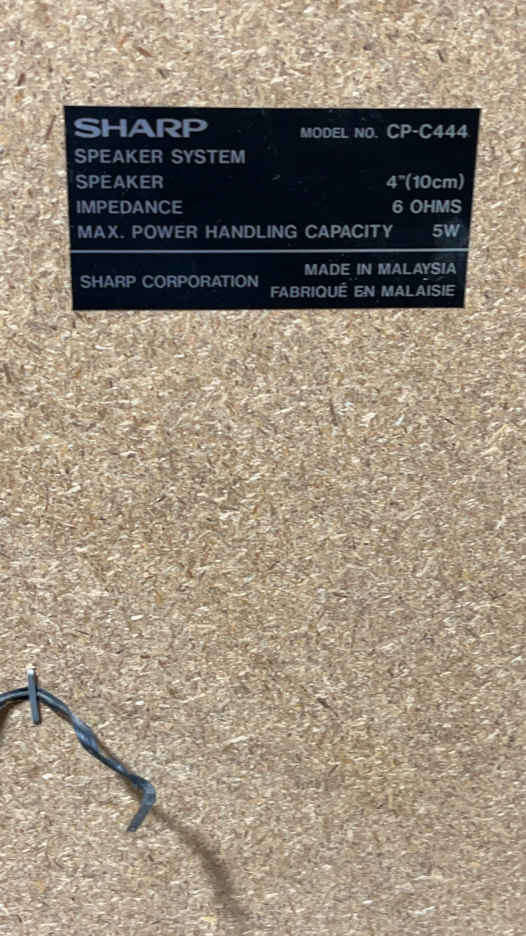 SHARP MODEL NO. CP-C444
SPEAKER SYSTEM
SPEAKER 4"(10cm)
IMPEDANCE 6 OHMS
MAX. POWER HANDLING CAPACITY 5W
SHARP CORPORATION
MADE IN MALAYSIA
FABRIQUÉ EN MALAISIE